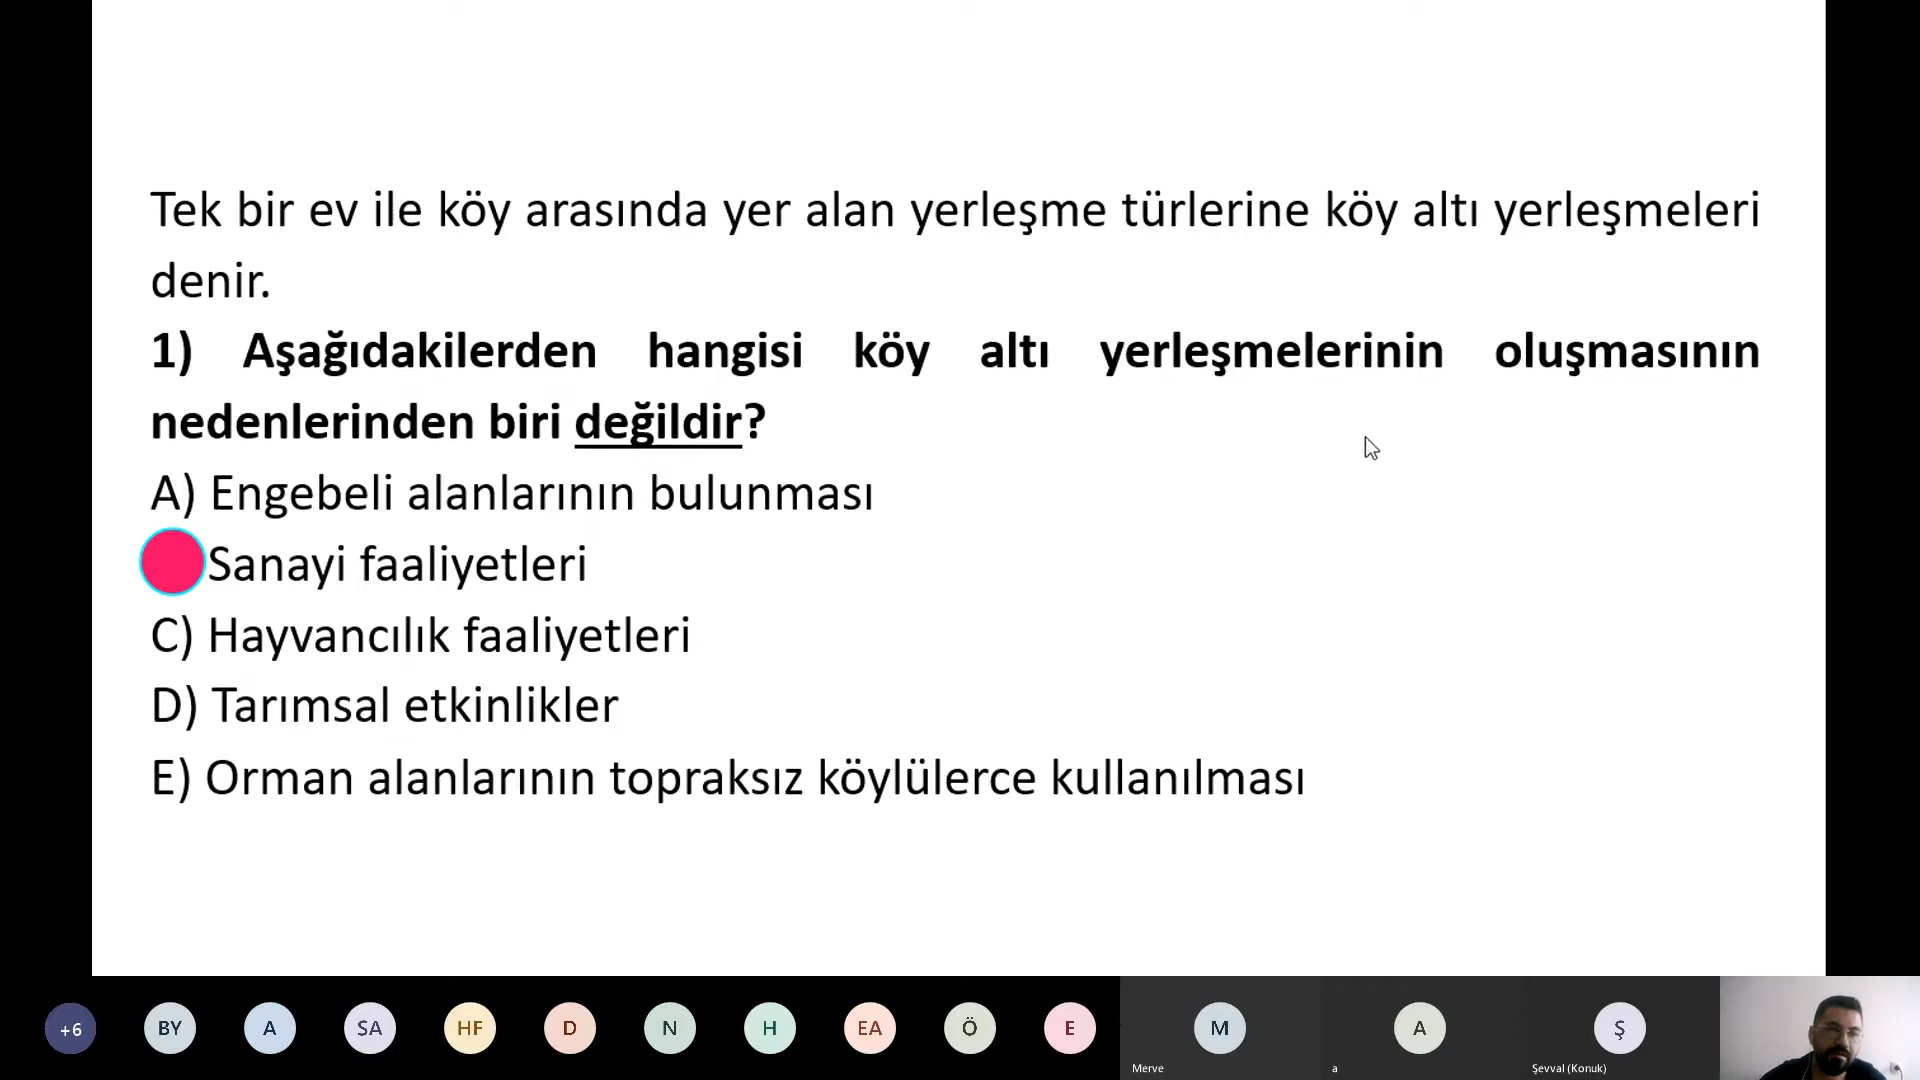 Tek bir ev ile köy arasında yer alan yerleşme türlerine köy altı yerleşmeleri
denir.
1) Aşağıdakilerden hangisi köy altı yerleşmelerinin oluşmasının
nedenlerinden biri değildir?
A) Engebeli alanlarının bulunması
Sanayi faaliyetleri
C) Hayvancılık faaliyetleri
D) Tarımsal etkinlikler
E) Orman alanlarının topraksız köylülerce kullanılması
+6 BY A SA HF D N H EA Ö E M A Ş
Merve a Şevval (Konuk)